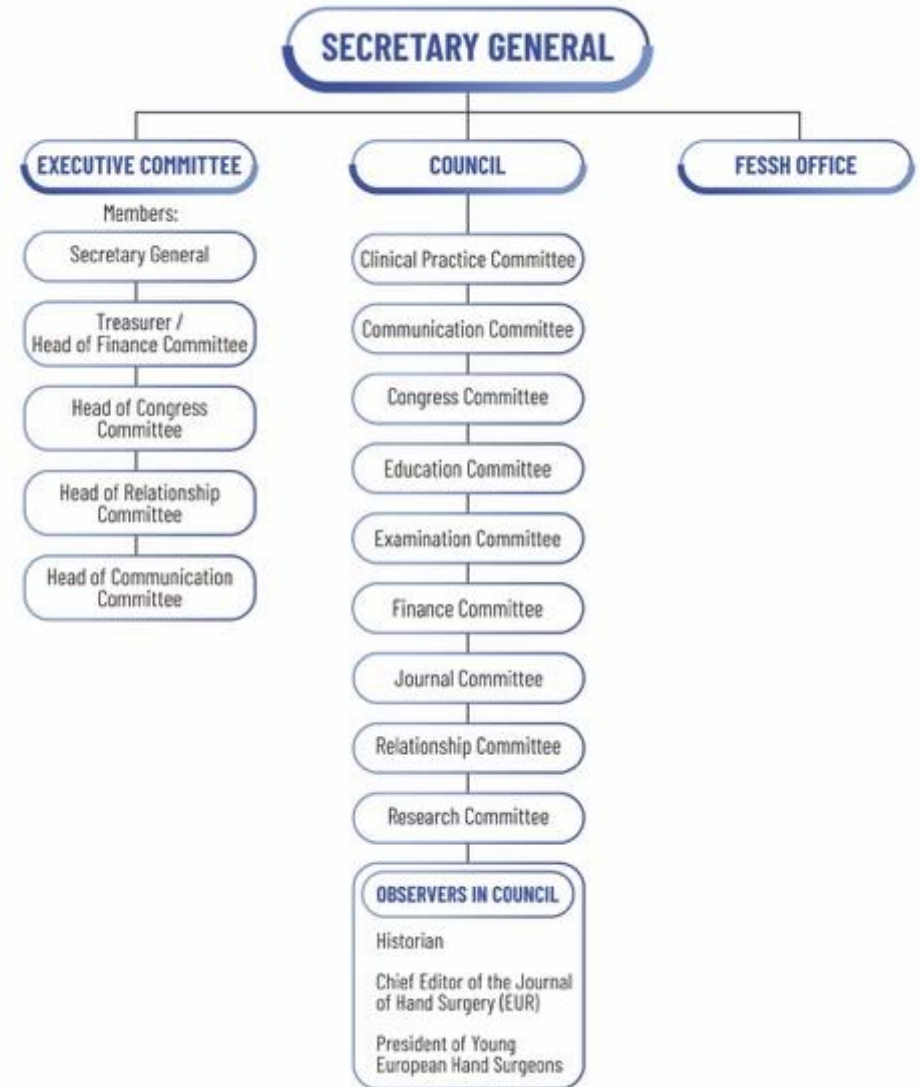 SECRETARY GENERAL
EXECUTIVE COMMITTEE
Members:
Secretary General
Treasurer /
Head of Finance Committee
Head of Congress
Committee
Head of Relationship
Committee
Head of Communication
Committee
COUNCIL
Clinical Practice Committee
Communication Committee
Congress Committee
Education Committee
Examination Committee
Finance Committee
Journal Committee
Relationship Committee
Research Committee
OBSERVERS IN COUNCIL
Historian
Chief Editor of the Journal
of Hand Surgery (EUR)
President of Young
European Hand Surgeons
FESSH OFFICE